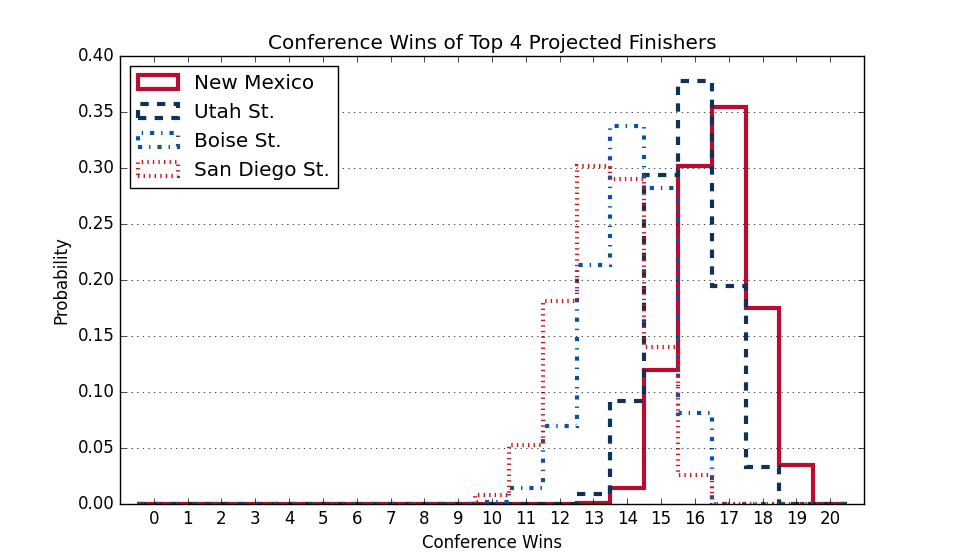 Conference Wins of Top 4 Projected Finishers
New Mexico
Utah St.
Boise St.
San Diego St.
0.40
0.35
0.30
0.25
0.20
0.15
0.10
0.05
0.00
Probability
0 1 2 3 4 5 6 7 8 9 10 11 12 13 14 15 16 17 18 19 20
Conference Wins